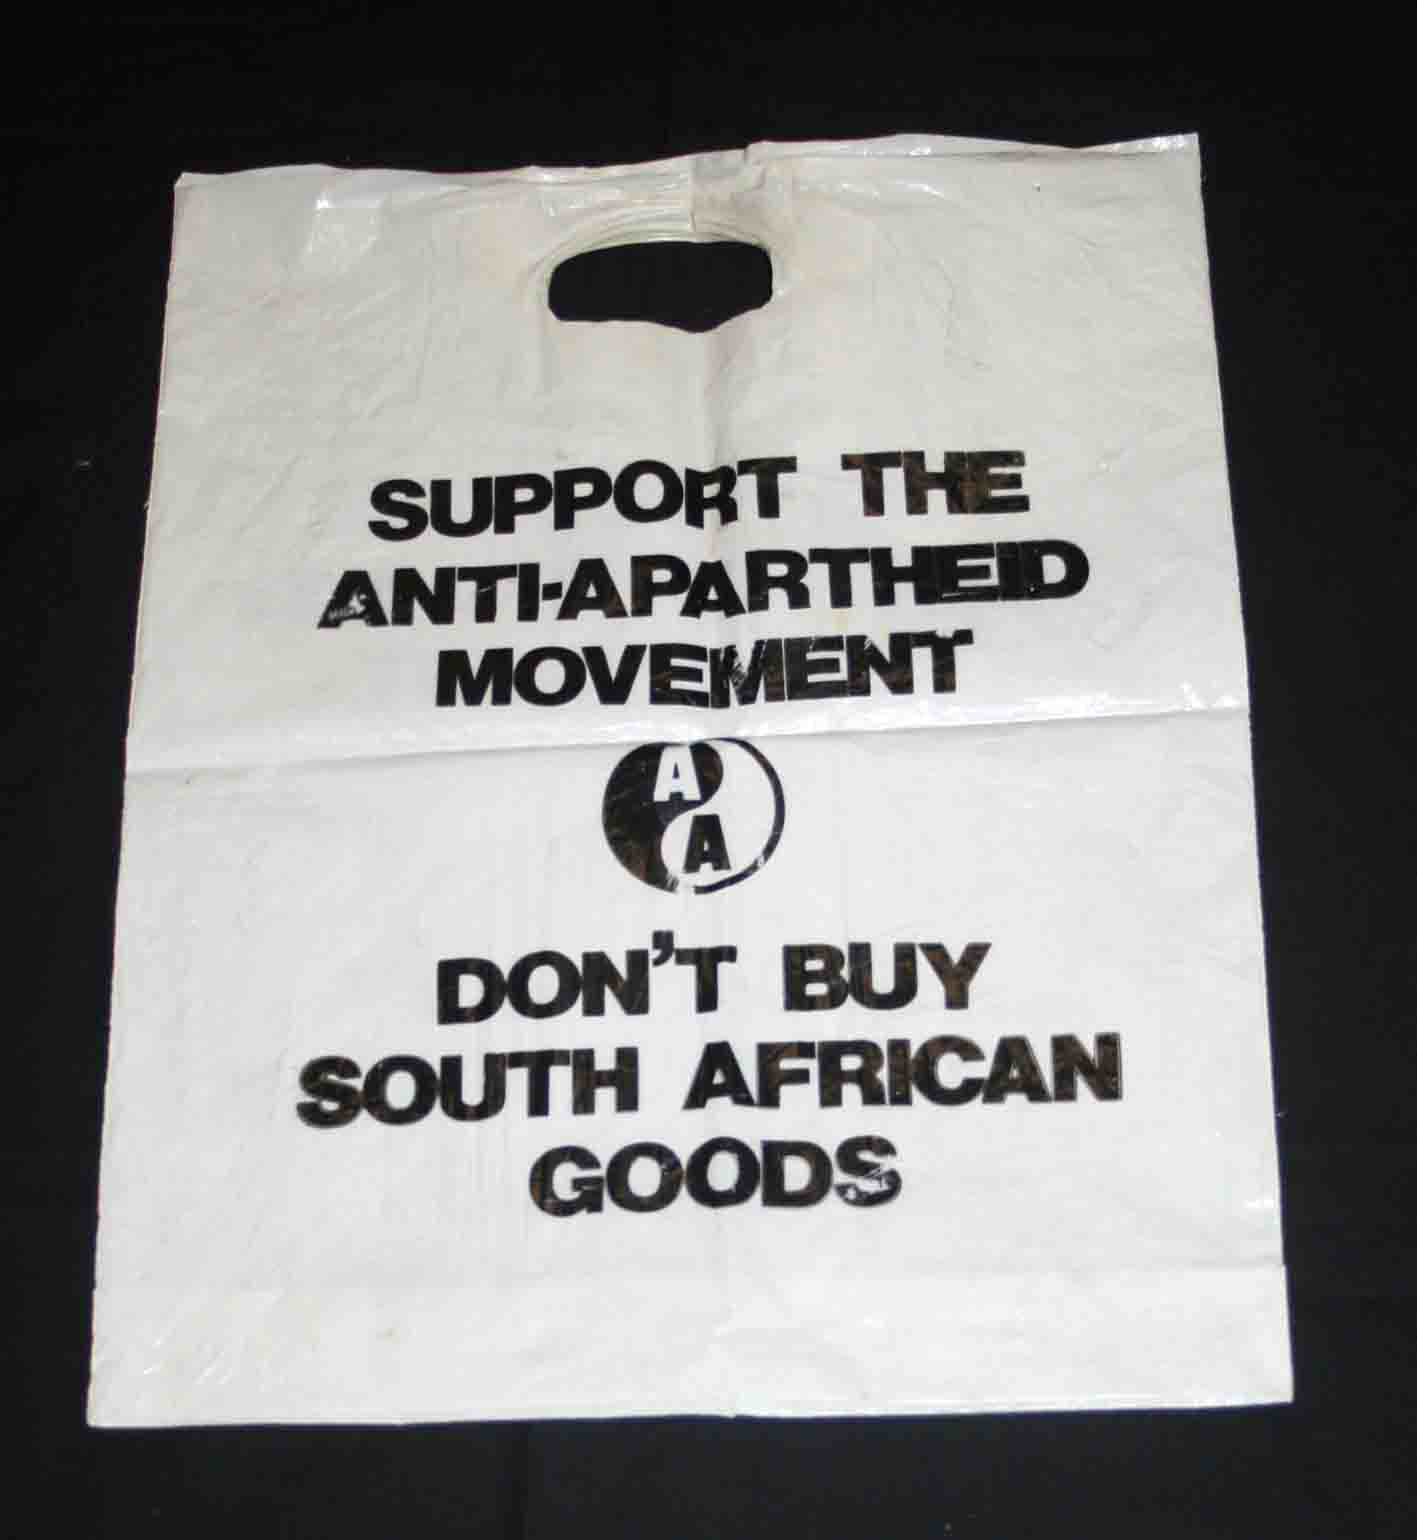 SUPPORT THE
ANTI-APARTHEID
MOVEMENT
A
A
DON'T BUY
SOUTH AFRICAN
GOODS